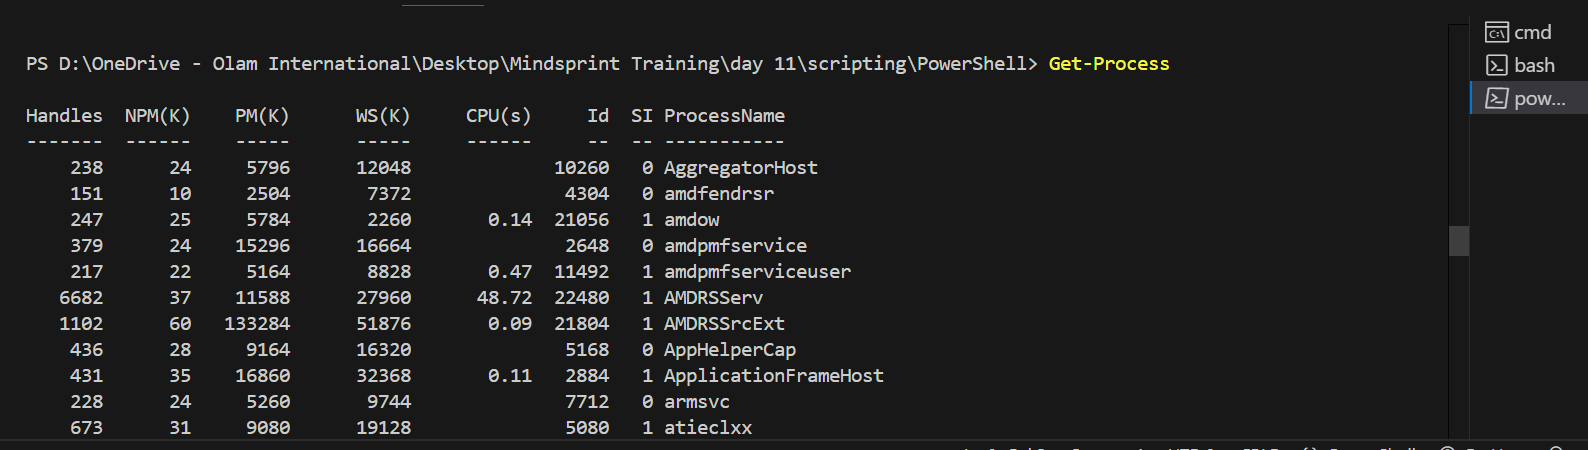 PS D:\OneDrive - Olam International\Desktop\Mindsprint Training\day 11\scripting\PowerShell> Get-Process
Handles  NPM(K)    PM(K)      WS(K)     CPU(s)     Id  SI ProcessName
-------  ------    -----      -----     ------     --  -- -----------
    238      24     5796      12048             10260   0 AggregatorHost
    151      10     2504       7372              4304   0 amdfendrsr
    247      25     5784       2260       0.14  21056   1 amdow
    379      24    15296      16664              2648   0 amdpmfservice
    217      22     5164       8828       0.47  11492   1 amdpmfserviceuser
   6682      37    11588      27960      48.72  22480   1 AMDRSServ
   1102      60   133284      51876       0.09  21804   1 AMDRSSrcExt
    436      28     9164      16320              5168   0 AppHelperCap
    431      35    16860      32368       0.11   2884   1 ApplicationFrameHost
    228      24     5260       9744              7712   0 armsvc
    673      31     9080      19128              5080   1 atieclxx
cmd
bash
pow...